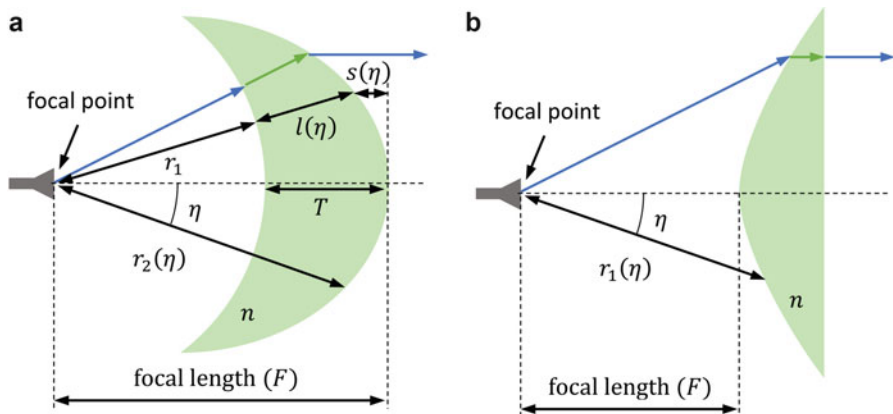 a
focal point
s(η)
l(η)
r₁
T
η
r₂(η)
n
focal length (F)
b
focal point
η
r₁(η)
n
focal length (F)